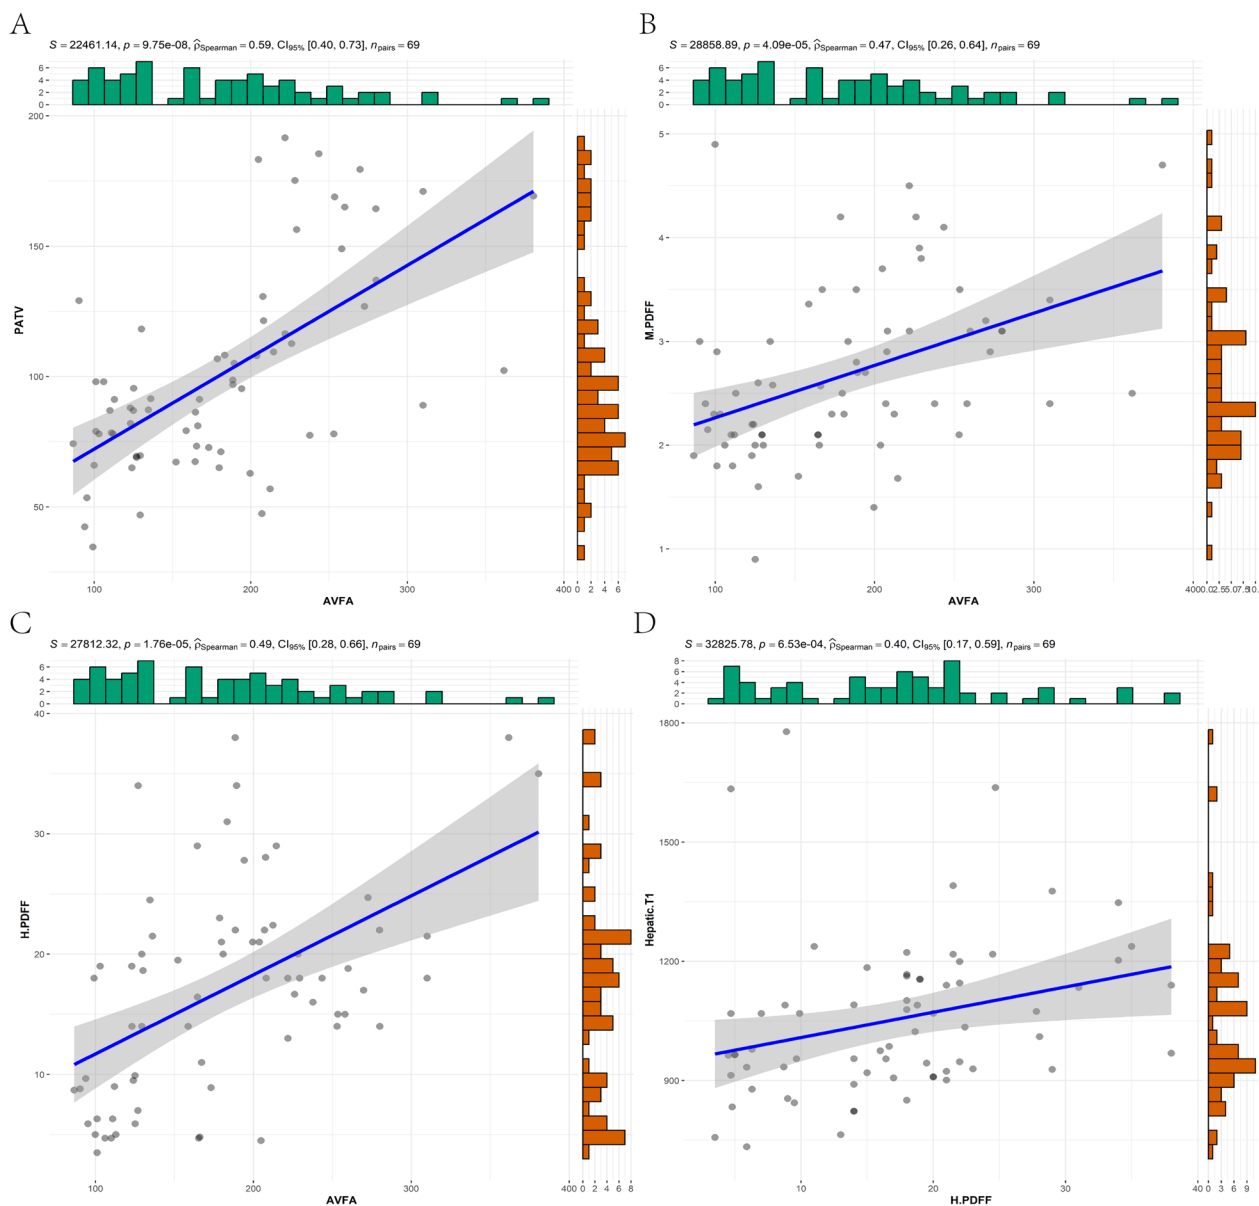 A
S = 22461.14, p = 9.75e-08, ρ̂Spearman = 0.59, CI95% [0.40, 0.73], npairs = 69
4
2
0
200
150
100
50
PATV
100
200
300
400
AVFA
0 2 4 6
B
S = 28858.89, p = 4.09e-05, ρ̂Spearman = 0.47, CI95% [0.26, 0.64], npairs = 69
6
4
2
0
5
4
3
2
1
M.PDFF
100
200
300
400
AVFA
0.02.55.07.510.
C
S = 27812.32, p = 1.76e-05, ρ̂Spearman = 0.49, CI95% [0.28, 0.66], npairs = 69
6
4
2
0
40
30
20
10
H.PDFF
100
200
300
400
AVFA
0 2 4 6 8
D
S = 32825.78, p = 6.53e-04, ρ̂Spearman = 0.40, CI95% [0.17, 0.59], npairs = 69
8
6
4
2
0
1800
1500
1200
900
Hepatic.T1
10
20
30
40
H.PDFF
0 3 6 9